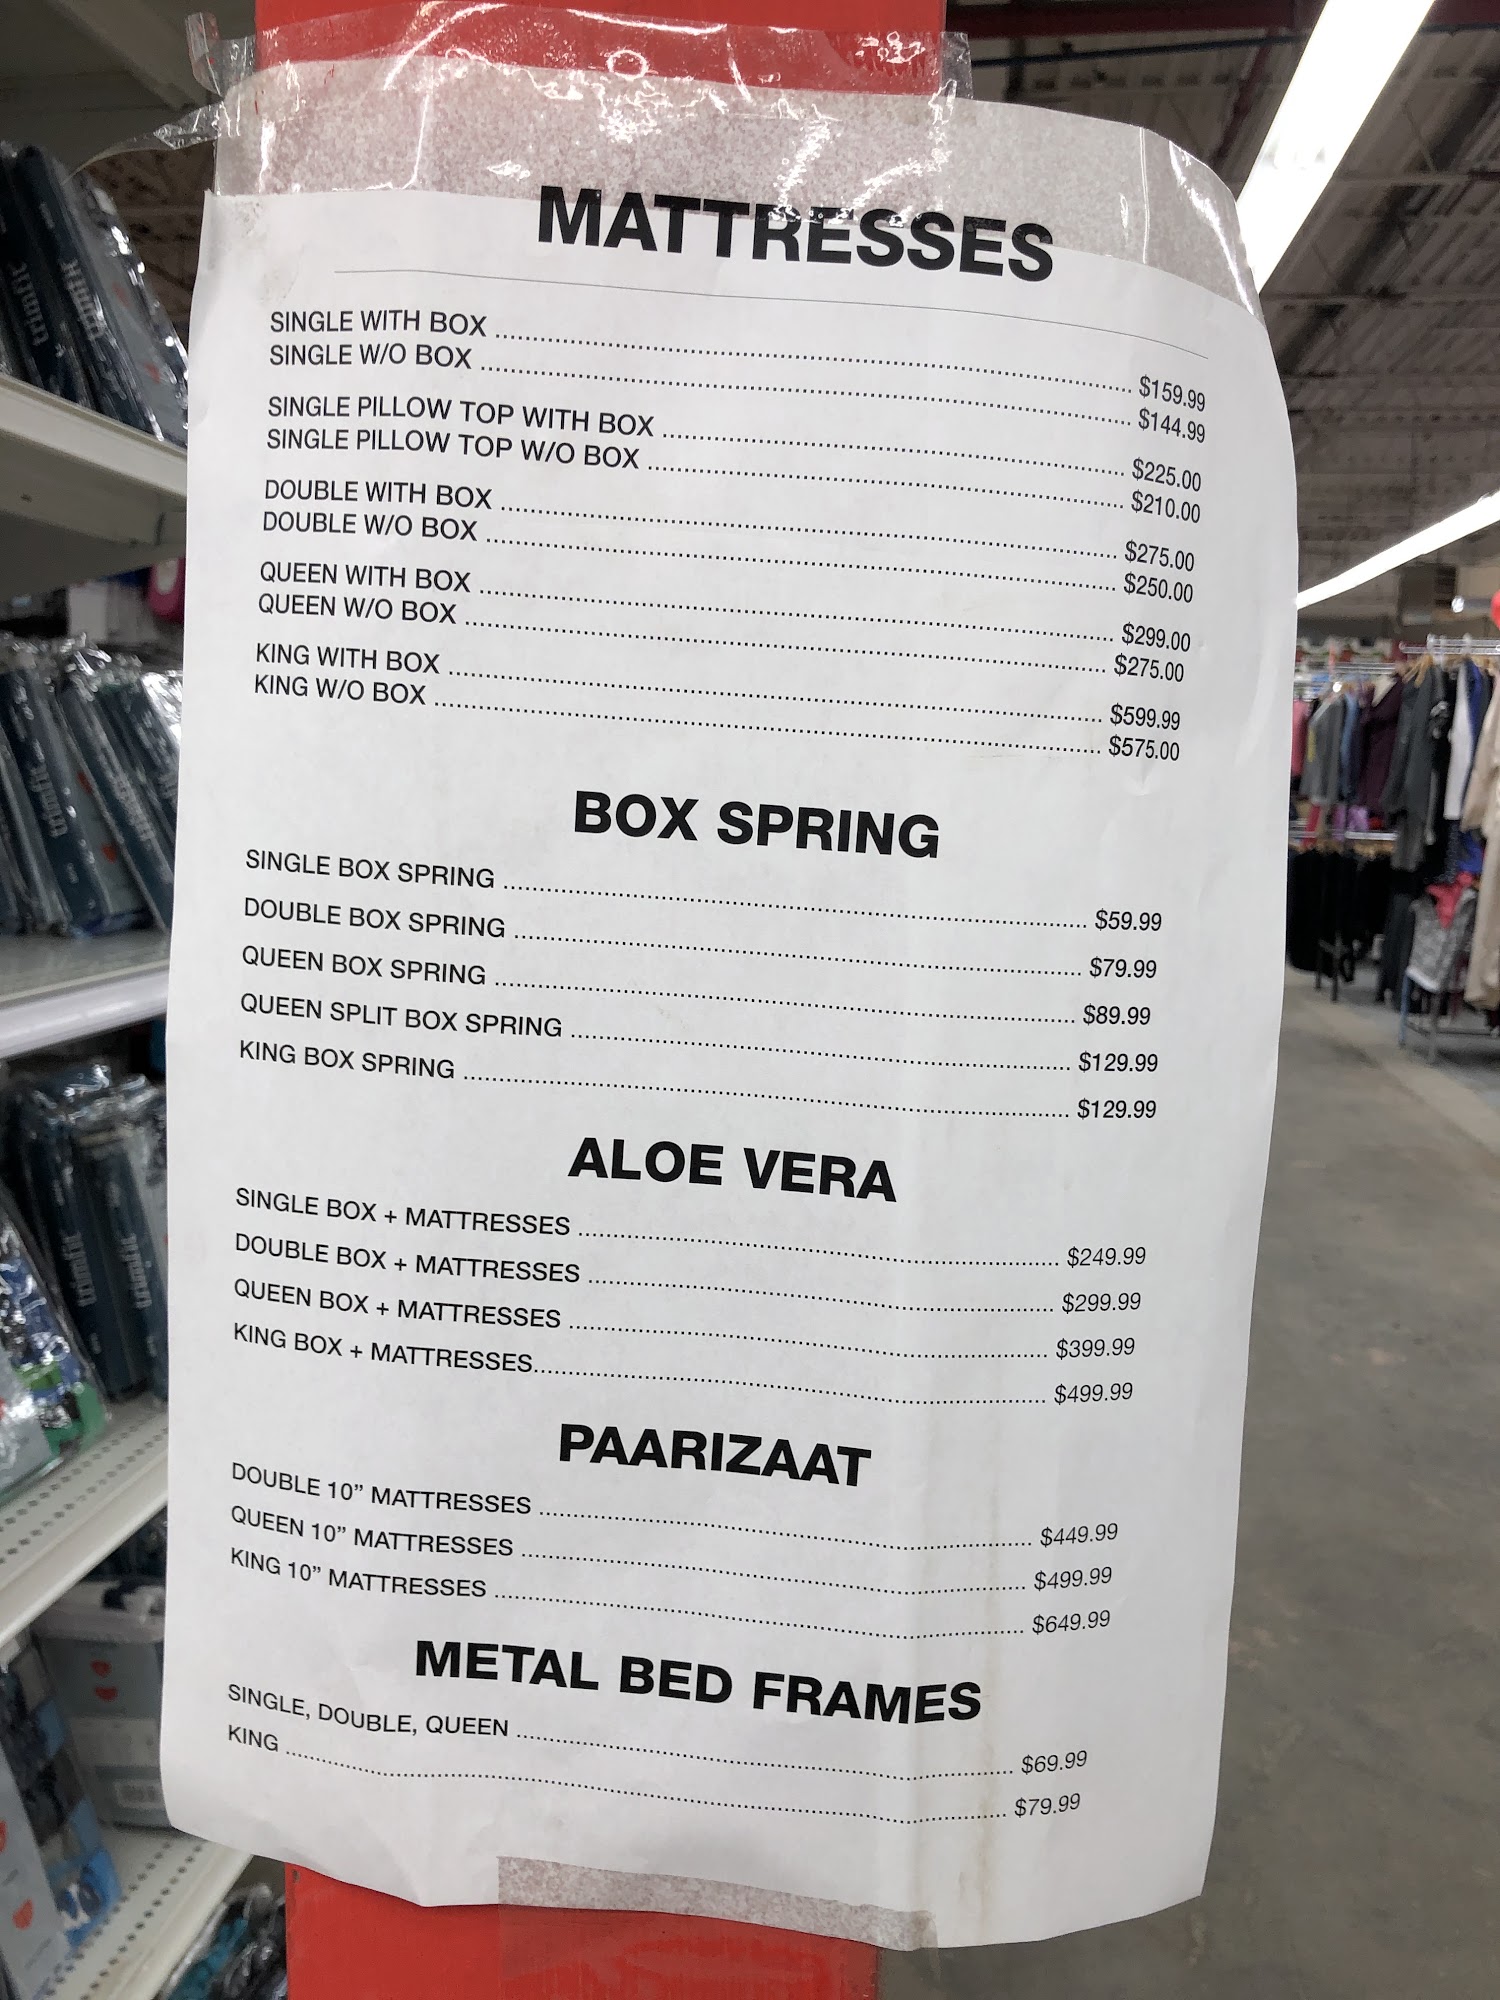 MATTRESSES
SINGLE WITH BOX ........ $159.99
SINGLE W/O BOX ........ $144.99
SINGLE PILLOW TOP WITH BOX ........ $225.00
SINGLE PILLOW TOP W/O BOX ........ $210.00
DOUBLE WITH BOX ........ $275.00
DOUBLE W/O BOX ........ $250.00
QUEEN WITH BOX ........ $299.00
QUEEN W/O BOX ........ $275.00
KING WITH BOX ........ $599.99
KING W/O BOX ........ $575.00
BOX SPRING
SINGLE BOX SPRING ........ $59.99
DOUBLE BOX SPRING ........ $79.99
QUEEN BOX SPRING ........ $89.99
QUEEN SPLIT BOX SPRING ........ $129.99
KING BOX SPRING ........ $129.99
ALOE VERA
SINGLE BOX + MATTRESSES ........ $249.99
DOUBLE BOX + MATTRESSES ........ $299.99
QUEEN BOX + MATTRESSES ........ $399.99
KING BOX + MATTRESSES ........ $499.99
PAARIZAAT
DOUBLE 10” MATTRESSES ........ $449.99
QUEEN 10” MATTRESSES ........ $499.99
KING 10” MATTRESSES ........ $649.99
METAL BED FRAMES
SINGLE, DOUBLE, QUEEN ........ $69.99
KING ........ $79.99
trimfit
trimfit
trimfit
trimfit